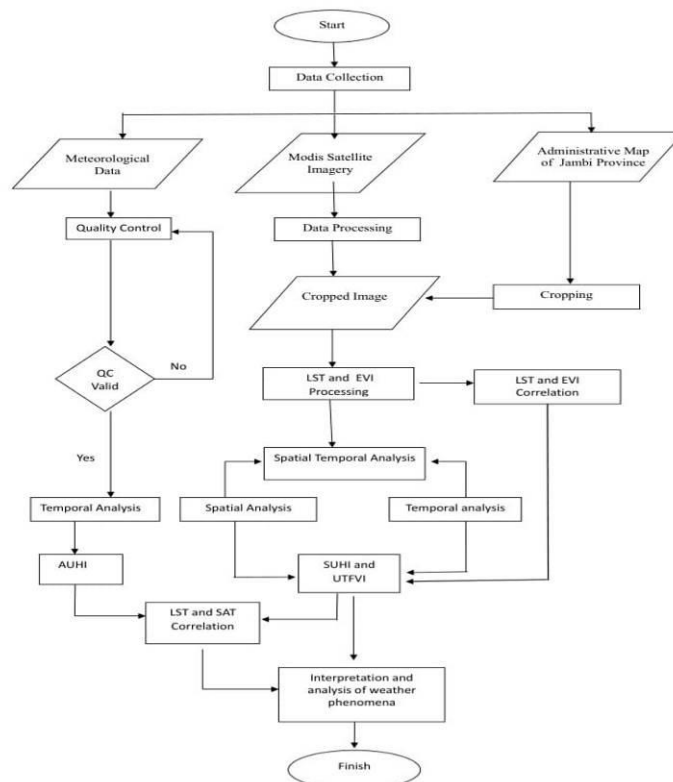 Start
Data Collection
Meteorological
Data
Modis Satellite
Imagery
Administrative Map
of Jambi Province
Quality Control
Data Processing
Cropped Image
Cropping
QC
Valid
No
LST and EVI
Processing
LST and EVI
Correlation
Yes
Spatial Temporal Analysis
Temporal Analysis
Spatial Analysis
Temporal analysis
AUHI
SUHI and
UTFVI
LST and SAT
Correlation
Interpretation and
analysis of weather
phenomena
Finish